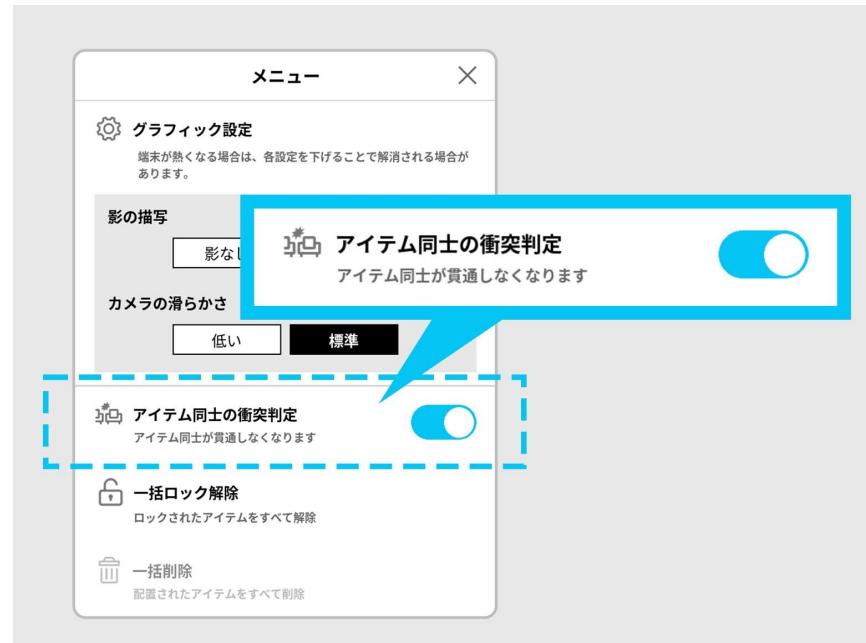 メニュー
グラフィック設定
端末が熱くなる場合は、各設定を下げることで解消される場合が
あります。
影の描写
影なし
アイテム同士の衝突判定
アイテム同士が貫通しなくなります
カメラの滑らかさ
低い
標準
アイテム同士の衝突判定
アイテム同士が貫通しなくなります
一括ロック解除
ロックされたアイテムをすべて解除
一括削除
配置されたアイテムをすべて削除